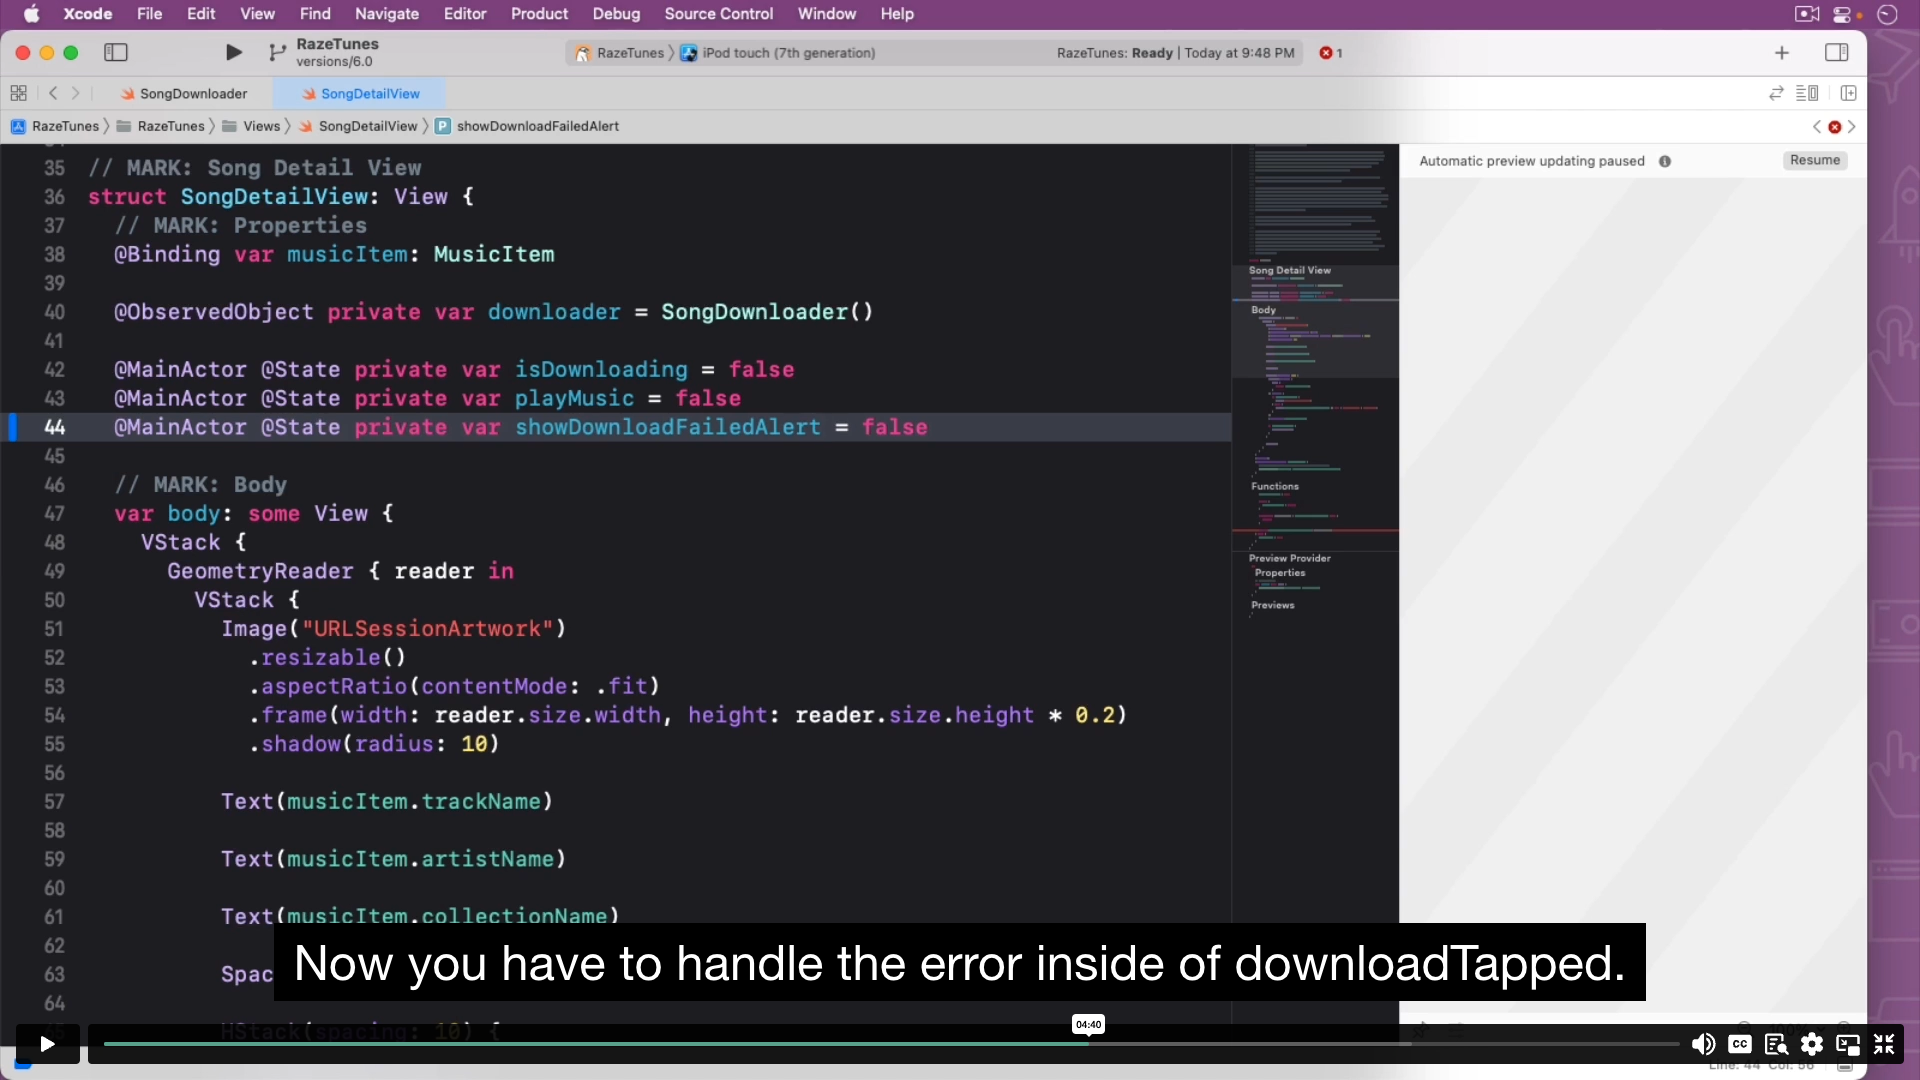 Xcode File Edit View Find Navigate Editor Product Debug Source Control Window Help
RazeTunes
versions/6.0
RazeTunes iPod touch (7th generation) RazeTunes: Ready | Today at 9:48 PM 1
SongDownloader SongDetailView
RazeTunes RazeTunes Views SongDetailView P showDownloadFailedAlert
Automatic preview updating paused Resume
35 // MARK: Song Detail View
36 struct SongDetailView: View {
37 // MARK: Properties
38 @Binding var musicItem: MusicItem
39
40 @ObservedObject private var downloader = SongDownloader()
41
42 @MainActor @State private var isDownloading = false
43 @MainActor @State private var playMusic = false
44 @MainActor @State private var showDownloadFailedAlert = false
45
46 // MARK: Body
47 var body: some View {
48 VStack {
49 GeometryReader { reader in
50 VStack {
51 Image("URLSessionArtwork")
52 .resizable()
53 .aspectRatio(contentMode: .fit)
54 .frame(width: reader.size.width, height: reader.size.height * 0.2)
55 .shadow(radius: 10)
56
57 Text(musicItem.trackName)
58
59 Text(musicItem.artistName)
60
61 Text(musicItem.collectionName)
62
63 Spac
64
65 HStack(spacing: 10) {
Song Detail View
Body
Functions
Preview Provider
Properties
Previews
Now you have to handle the error inside of downloadTapped.
04:40
CC
Line: 44 Col: 56